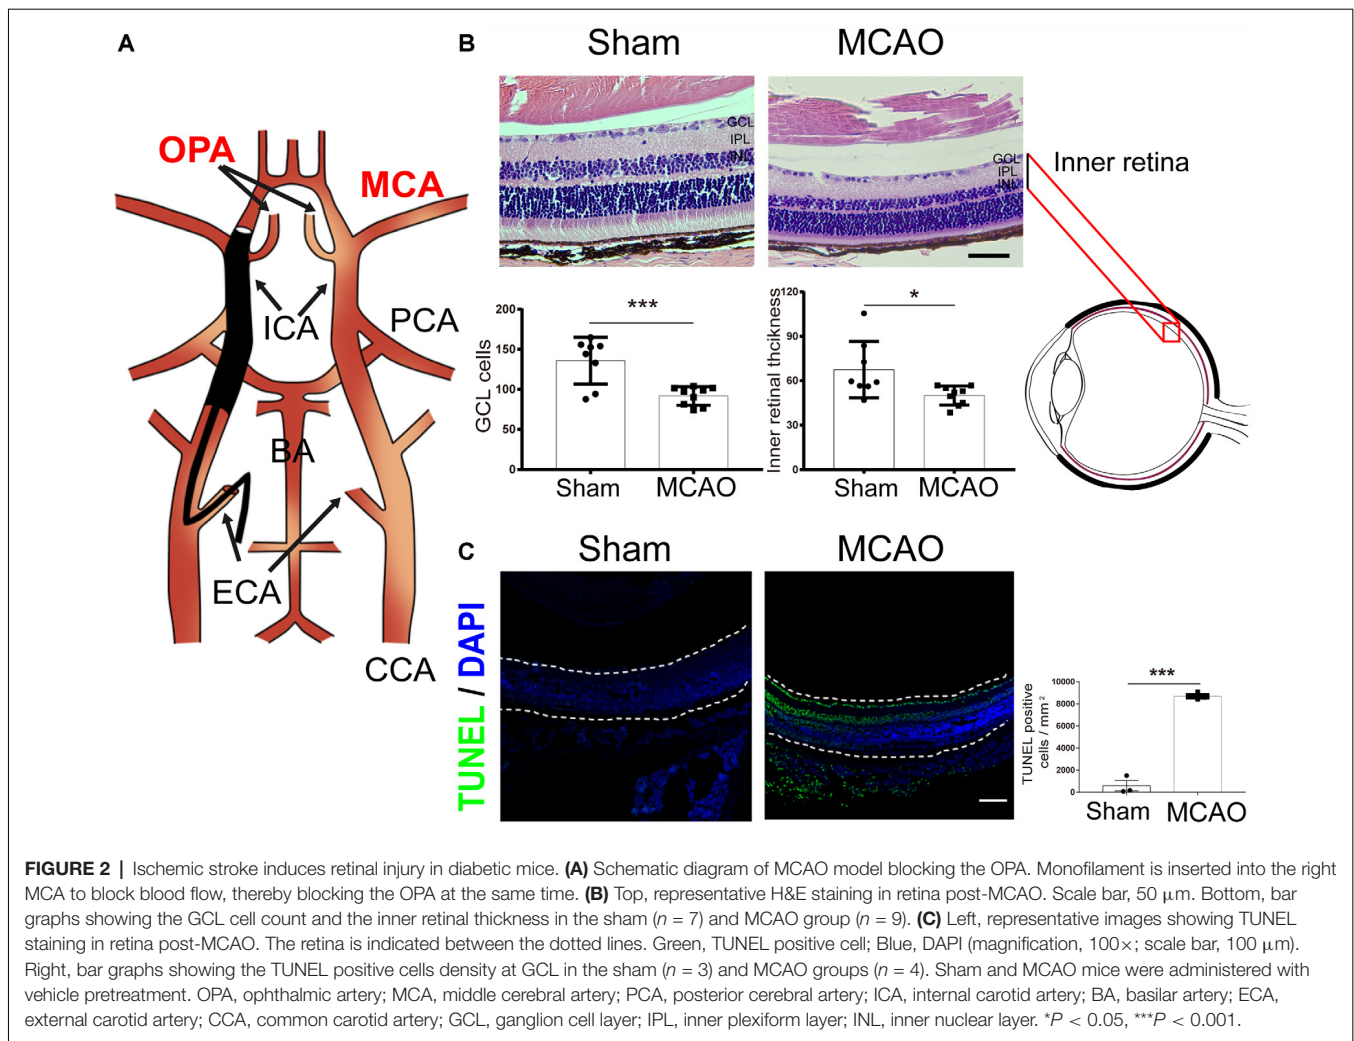 A
OPA
MCA
ICA
PCA
BA
ECA
CCA
B
Sham
MCAO
GCL
IPL
INL
GCL
IPL
INL
Inner retina
GCL cells
200
150
100
50
0
***
Sham
MCAO
Inner retinal thcikness
120
90
60
30
0
*
Sham
MCAO
C
Sham
MCAO
TUNEL / DAPI
TUNEL positive
cells / mm²
10000
8000
6000
4000
2000
0
***
Sham
MCAO
FIGURE 2 | Ischemic stroke induces retinal injury in diabetic mice. (A) Schematic diagram of MCAO model blocking the OPA. Monofilament is inserted into the right
MCA to block blood flow, thereby blocking the OPA at the same time. (B) Top, representative H&E staining in retina post-MCAO. Scale bar, 50 μm. Bottom, bar
graphs showing the GCL cell count and the inner retinal thickness in the sham (n = 7) and MCAO group (n = 9). (C) Left, representative images showing TUNEL
staining in retina post-MCAO. The retina is indicated between the dotted lines. Green, TUNEL positive cell; Blue, DAPI (magnification, 100×; scale bar, 100 μm).
Right, bar graphs showing the TUNEL positive cells density at GCL in the sham (n = 3) and MCAO groups (n = 4). Sham and MCAO mice were administered with
vehicle pretreatment. OPA, ophthalmic artery; MCA, middle cerebral artery; PCA, posterior cerebral artery; ICA, internal carotid artery; BA, basilar artery; ECA,
external carotid artery; CCA, common carotid artery; GCL, ganglion cell layer; IPL, inner plexiform layer; INL, inner nuclear layer. *P < 0.05, ***P < 0.001.